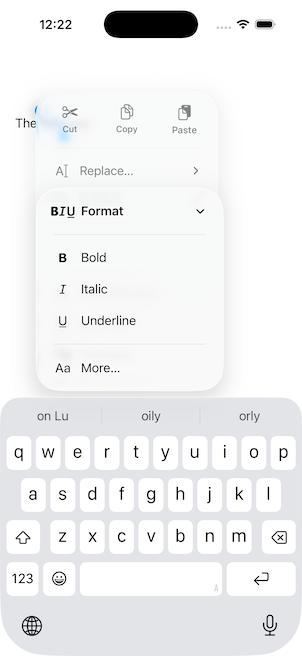 12:22
The
Cut Copy Paste
Replace...
BIU Format
B Bold
I Italic
U Underline
Aa More...
on Lu oily orly
q w e r t y u i o p
a s d f g h j k l
z x c v b n m
123